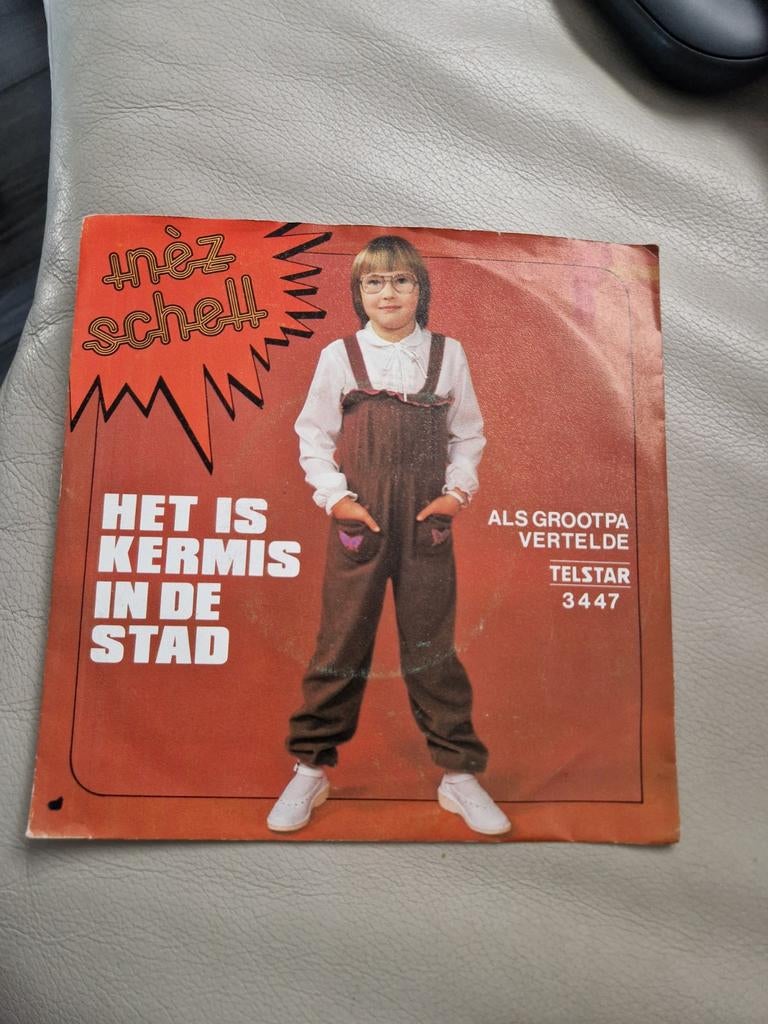 inèz
schell
HET IS
KERMIS
IN DE
STAD
ALS GROOTPA
VERTELDE
TELSTAR
3447